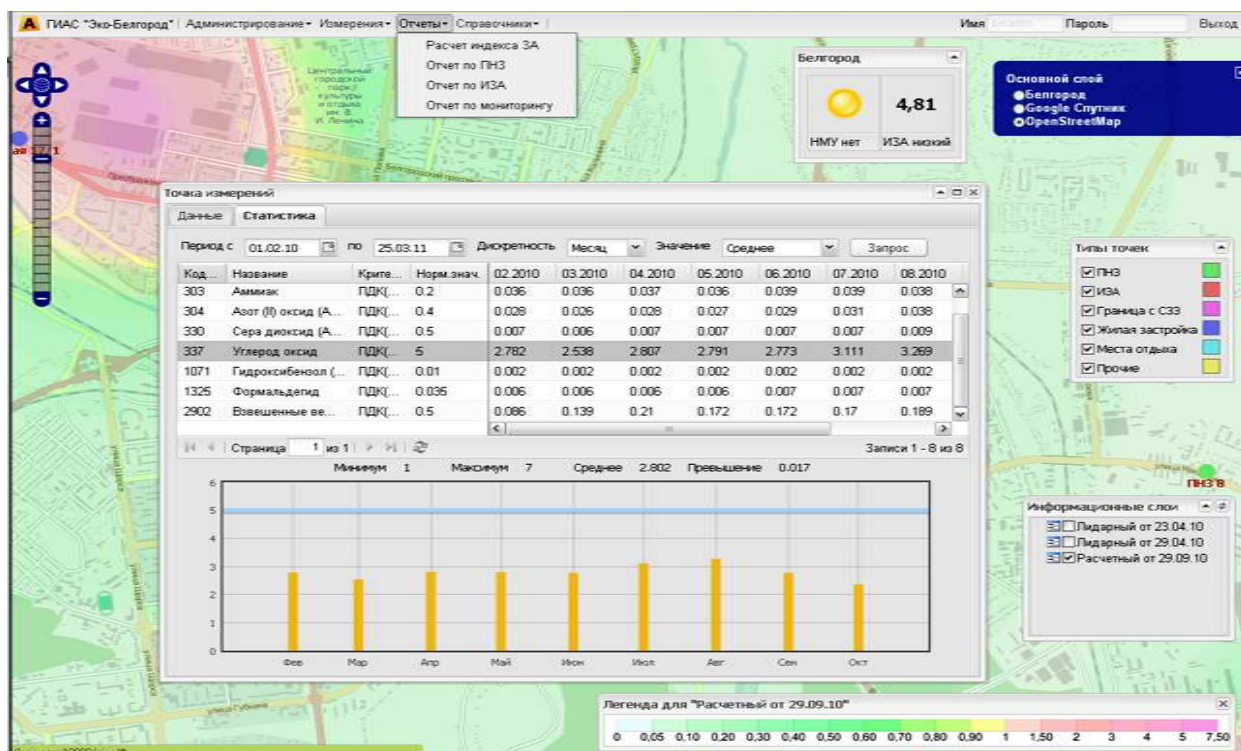 ГИАС "Эко-Белгород" Администрирование Измерения Отчеты Справочники Имя Пароль Выход
Расчет индекса ЗА
Отчет по ПНЗ
Отчет по ИЗА
Отчет по мониторингу
Центральный городской парк культуры и отдыха им. В. И. Ленина
Белгород
4,81
НМУ нет ИЗА низкий
Основной слой
Белгород
Google Спутник
OpenStreetMap
Точка измерений
Данные Статистика
Период с 01.02.10 по 25.03.11 Дискретность Месяц Значение Среднее Запрос
Код... Название Крите... Норм.знач. 02.2010 03.2010 04.2010 05.2010 06.2010 07.2010 08.2010
303 Аммиак ПДК(... 0.2 0.036 0.036 0.037 0.036 0.039 0.039 0.038
304 Азот (II) оксид (А... ПДК(... 0.4 0.028 0.026 0.028 0.027 0.029 0.031 0.038
330 Сера диоксид (А... ПДК(... 0.5 0.007 0.006 0.007 0.007 0.007 0.007 0.009
337 Углерод оксид ПДК(... 5 2.782 2.538 2.807 2.791 2.773 3.111 3.269
1071 Гидроксибензол (... ПДК(... 0.01 0.002 0.002 0.002 0.002 0.002 0.002 0.002
1325 Формальдегид ПДК(... 0.035 0.006 0.006 0.006 0.006 0.007 0.007 0.007
2902 Взвешенные ве... ПДК(... 0.5 0.086 0.139 0.21 0.172 0.172 0.17 0.189
Страница 1 из 1 Записи 1 - 8 из 8
Минимум 1 Максимум 7 Среднее 2.802 Превышение 0.017
6
5
4
3
2
1
0
Фев Мар Апр Май Июн Июл Авг Сен Окт
Типы точек
ПНЗ
ИЗА
Граница с СЗЗ
Жилая застройка
Места отдыха
Прочие
ПНЗ 8
Информационные слои
Лидарный от 23.04.10
Лидарный от 29.04.10
Расчетный от 29.09.10
Легенда для "Расчетный от 29.09.10"
0 0,05 0,10 0,20 0,30 0,40 0,50 0,60 0,70 0,80 0,90 1 1,50 2 3 4 5 7,50